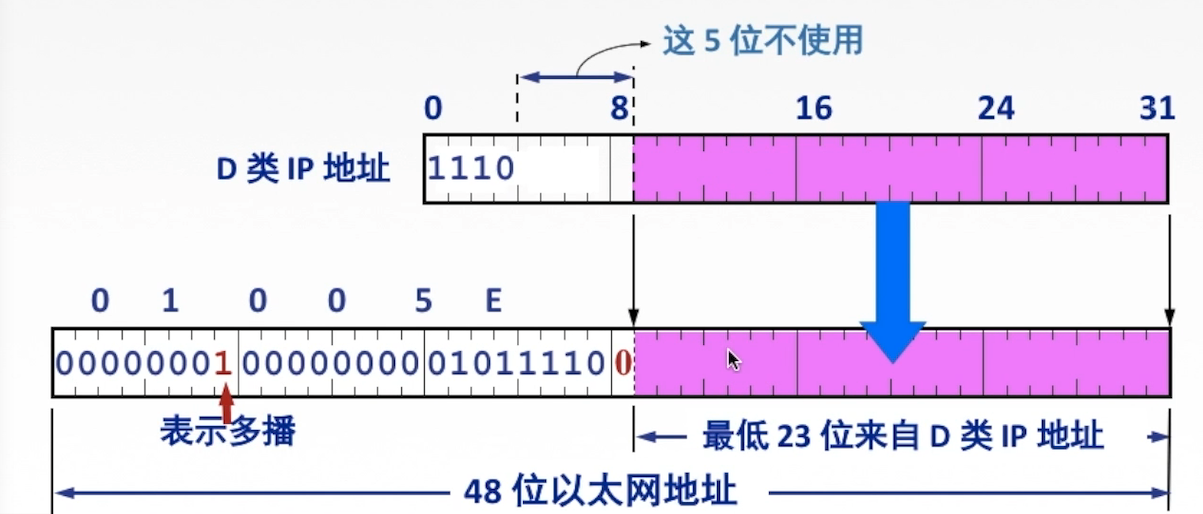 这 5 位不使用
0 8 16 24 31
D 类 IP 地址
1110
0 1 0 0 5 E
00000001 00000000 01011110 0
表示多播
最低 23 位来自 D 类 IP 地址
48 位以太网地址